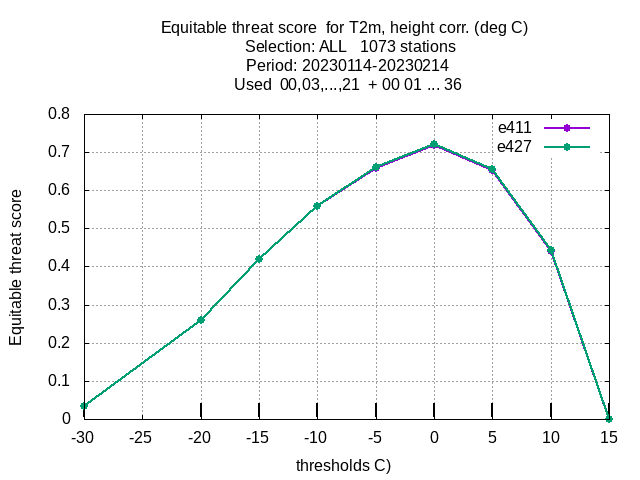 Equitable threat score  for T2m, height corr. (deg C)
Selection: ALL   1073 stations
Period: 20230114-20230214
Used  00,03,...,21  + 00 01 ... 36
e411
e427
0.8
0.7
0.6
0.5
0.4
0.3
0.2
0.1
0
Equitable threat score
-30 -25 -20 -15 -10 -5 0 5 10 15
thresholds C)